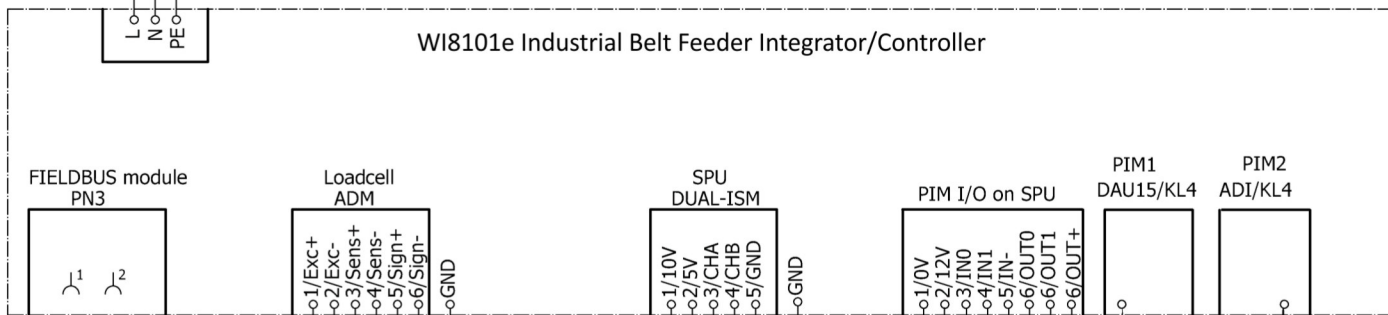 WI8101e Industrial Belt Feeder Integrator/Controller
L
N
PE
FIELDBUS module
PN3
1
2
Loadcell
ADM
1/Exc+
2/Exc-
3/Sens+
4/Sens-
5/Sign+
6/Sign-
GND
SPU
DUAL-ISM
1/10V
2/5V
3/CHA
4/CHB
5/GND
GND
PIM I/O on SPU
1/0V
2/12V
3/IN0
4/IN1
5/IN-
6/OUT0
6/OUT1
6/OUT+
PIM1
DAU15/KL4
PIM2
ADI/KL4